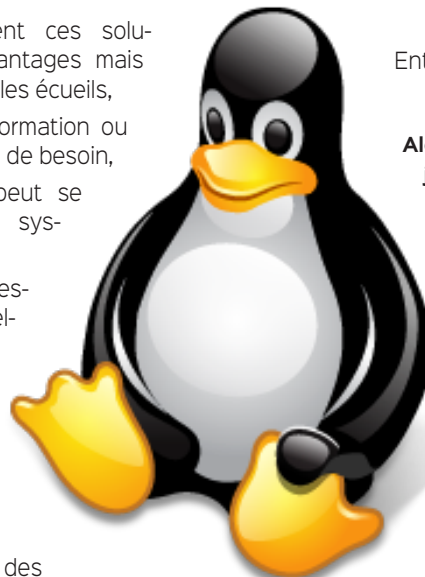 ent ces solu-
antages mais
les écueils,
ormation ou
de besoin,
peut se
sys-
es-
el-
des
Ent
Al